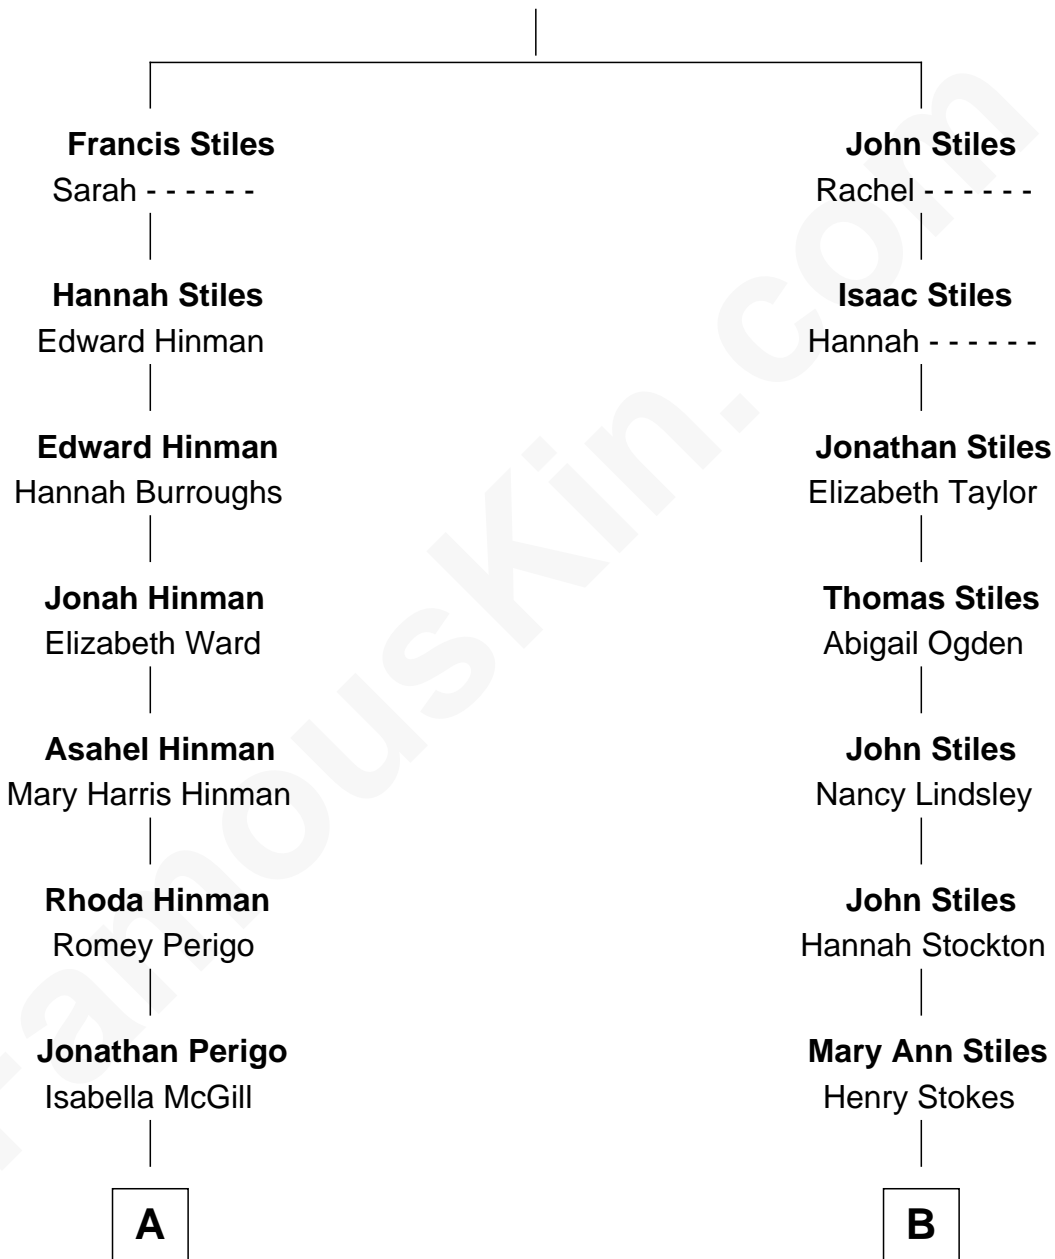 Francis Stiles
Sarah - - - - - -
Hannah Stiles
Edward Hinman
Edward Hinman
Hannah Burroughs
Jonah Hinman
Elizabeth Ward
Asahel Hinman
Mary Harris Hinman
Rhoda Hinman
Romey Perigo
Jonathan Perigo
Isabella McGill
A
John Stiles
Rachel - - - - - -
Isaac Stiles
Hannah - - - - - -
Jonathan Stiles
Elizabeth Taylor
Thomas Stiles
Abigail Ogden
John Stiles
Nancy Lindsley
John Stiles
Hannah Stockton
Mary Ann Stiles
Henry Stokes
B
FamousKin.com